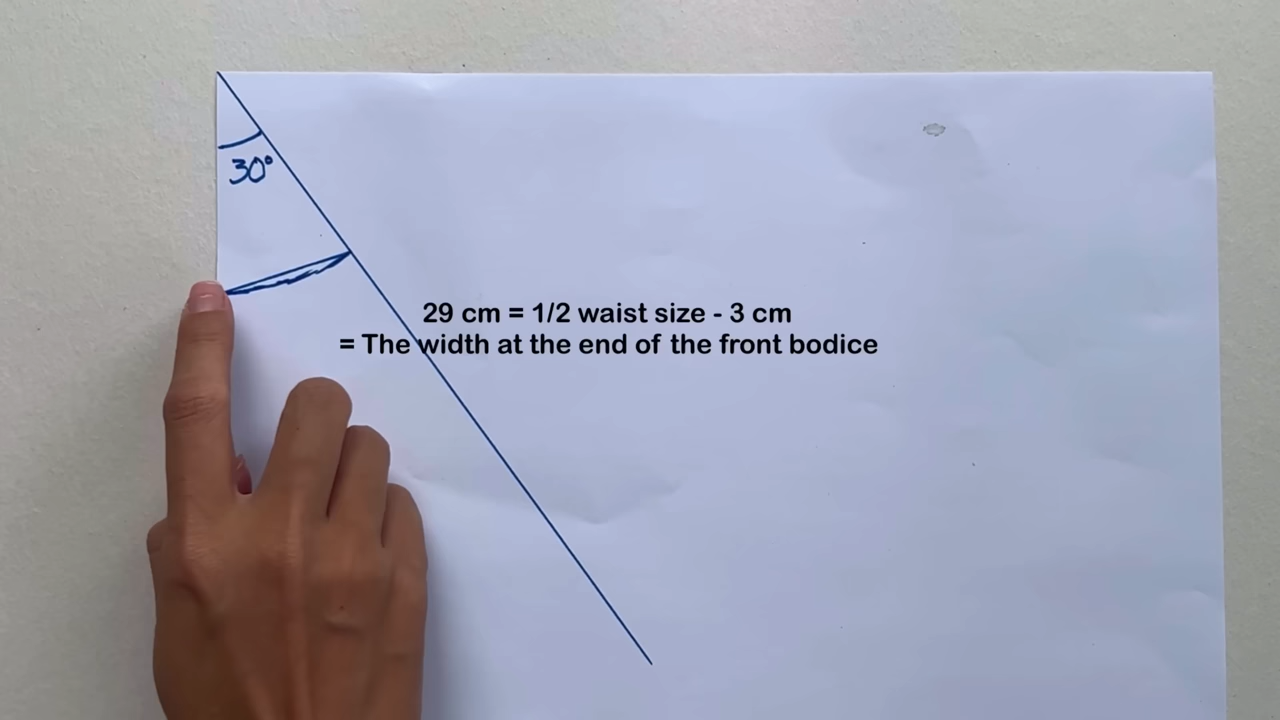 30°
29 cm = 1/2 waist size - 3 cm
= The width at the end of the front bodice